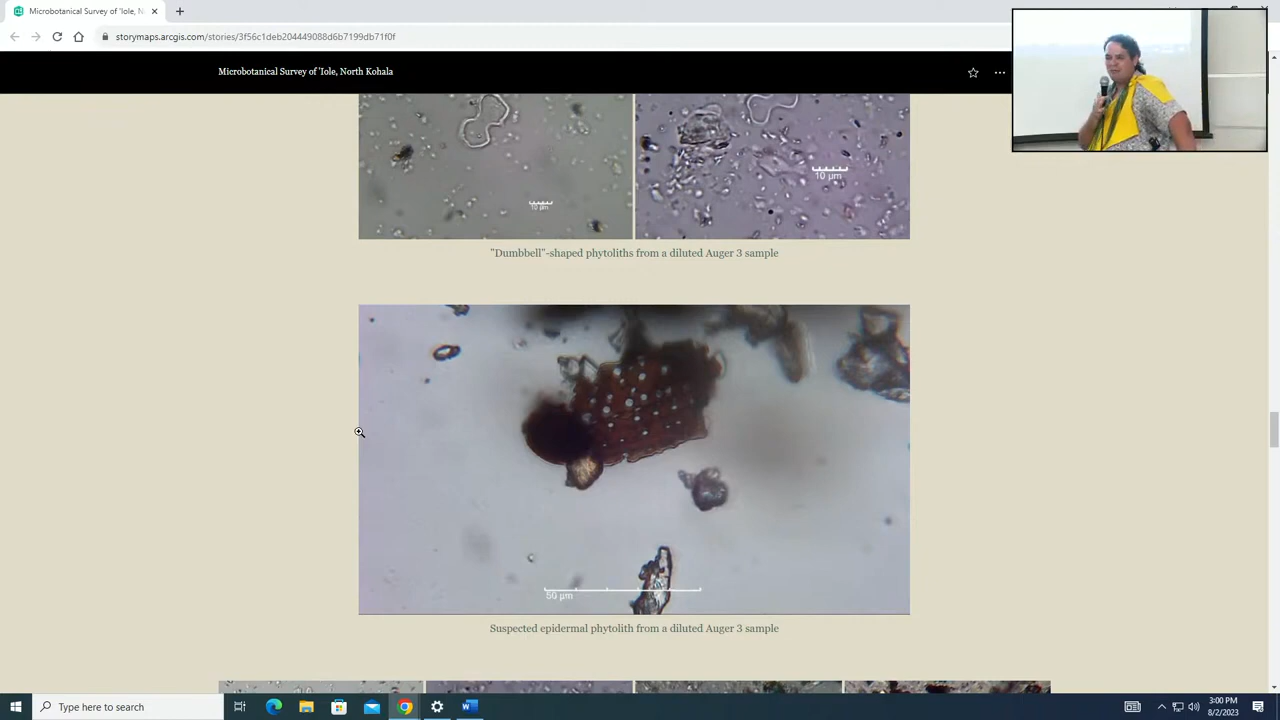 Microbotanical Survey of 'Iole, N
storymaps.arcgis.com/stories/3f56c1deb204449088d6b7199db71f0f
Microbotanical Survey of 'Iole, North Kohala
10 µm
10 µm
"Dumbbell"-shaped phytoliths from a diluted Auger 3 sample
50 µm
Suspected epidermal phytolith from a diluted Auger 3 sample
Type here to search
3:00 PM
8/2/2023